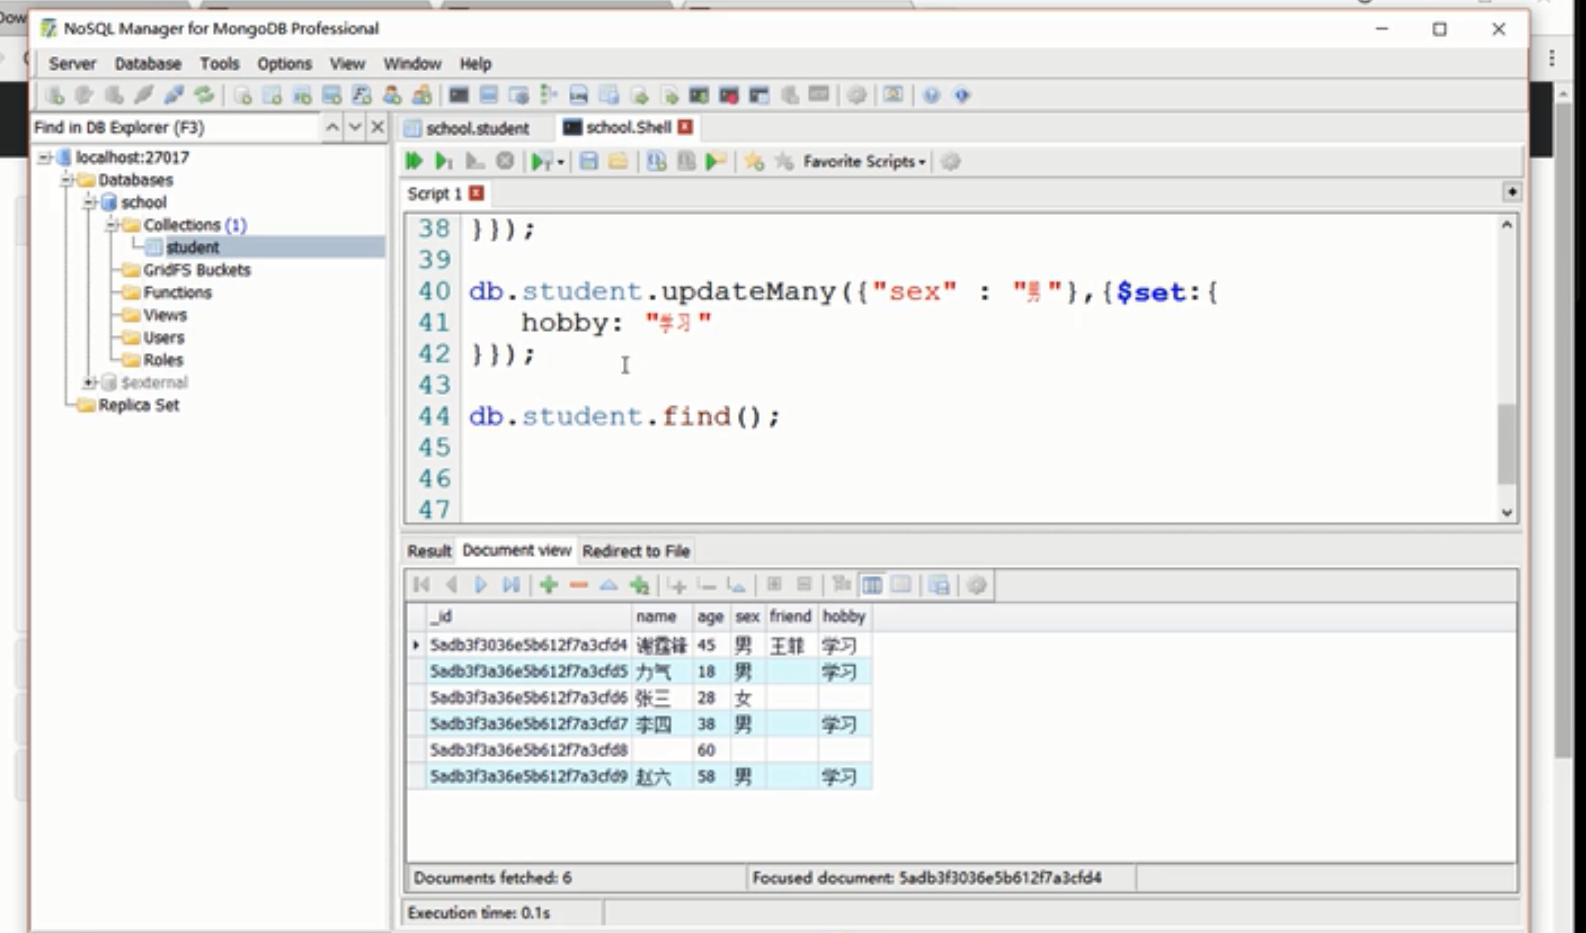 Dow
NoSQL Manager for MongoDB Professional
Server Database Tools Options View Window Help
Find in DB Explorer (F3)
school.student school.Shell
localhost:27017
Databases
school
Collections (1)
student
GridFS Buckets
Functions
Views
Users
Roles
$external
Replica Set
Favorite Scripts
Script 1
38 }});
39
40 db.student.updateMany({"sex" : "男"},{$set:{
41 hobby: "学习"
42 }});
43
44 db.student.find();
45
46
47
Result Document view Redirect to File
_id name age sex friend hobby
5adb3f3036e5b612f7a3cfd4 谢霆锋 45 男 王菲 学习
5adb3f3a36e5b612f7a3cfd5 力气 18 男 学习
5adb3f3a36e5b612f7a3cfd6 张三 28 女
5adb3f3a36e5b612f7a3cfd7 李四 38 男 学习
5adb3f3a36e5b612f7a3cfd8 60
5adb3f3a36e5b612f7a3cfd9 赵六 58 男 学习
Documents fetched: 6 Focused document: 5adb3f3036e5b612f7a3cfd4
Execution time: 0.1s